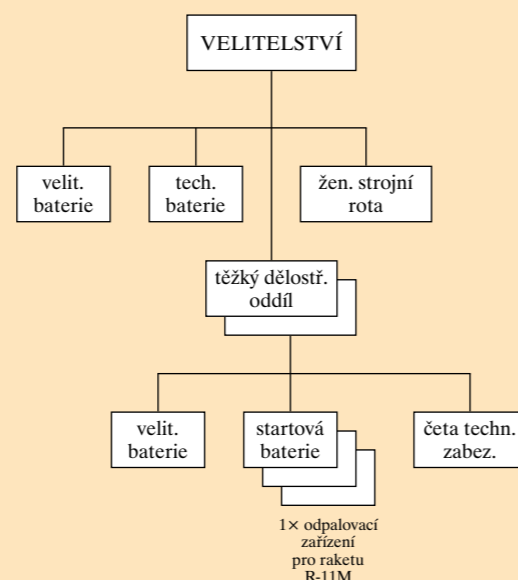 VELITELSTVÍ
velit.
baterie
tech.
baterie
žen. strojní
rota
těžký dělostř.
oddíl
velit.
baterie
startová
baterie
četa techn.
zabez.
1× odpalovací
zařízení
pro raketu
R-11M